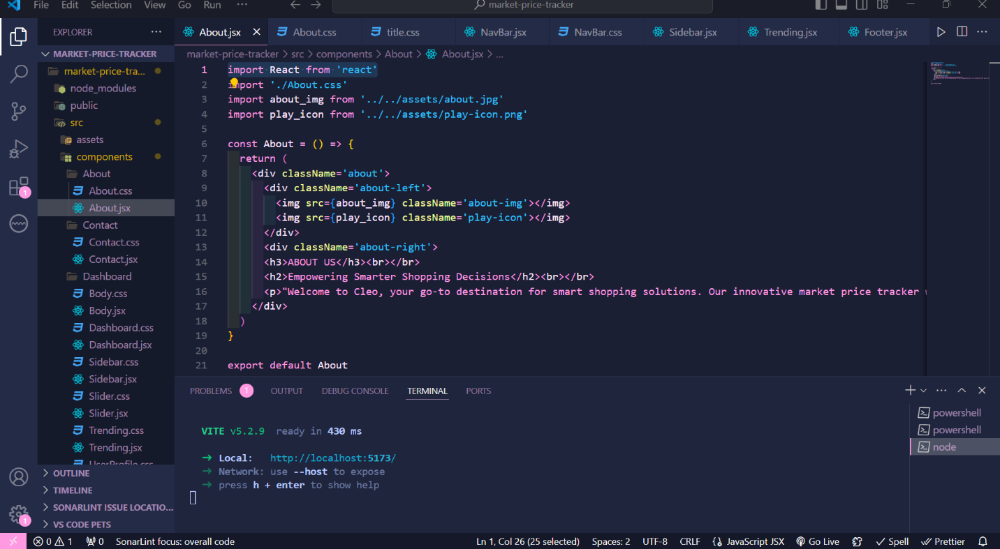 File Edit Selection View Go Run ··· market-price-tracker
EXPLORER ···
MARKET-PRICE-TRACKER
market-price-tra...
node_modules
public
src
assets
components
About
About.css
About.jsx
Contact
Contact.css
Contact.jsx
Dashboard
Body.css
Body.jsx
Dashboard.css
Dashboard.jsx
Sidebar.css
Sidebar.jsx
Slider.css
Slider.jsx
Trending.css
Trending.jsx
UserProfile.css
OUTLINE
TIMELINE
SONARLINT ISSUE LOCATIO...
VS CODE PETS
1
1
About.jsx About.css title.css NavBar.jsx NavBar.css Sidebar.jsx Trending.jsx Footer.jsx
market-price-tracker > src > components > About > About.jsx > ...
1 import React from 'react'
2 import './About.css'
3 import about_img from '../../assets/about.jpg'
4 import play_icon from '../../assets/play-icon.png'
5
6 const About = () => {
7 return (
8 <div className='about'>
9 <div className='about-left'>
10 <img src={about_img} className='about-img'></img>
11 <img src={play_icon} className='play-icon'></img>
12 </div>
13 <div className='about-right'>
14 <h3>ABOUT US</h3><br></br>
15 <h2>Empowering Smarter Shopping Decisions</h2><br></br>
16 <p>"Welcome to Cleo, your go-to destination for smart shopping solutions. Our innovative market price tracker
17 </div>
18 )
19 }
20
21 export default About
PROBLEMS 1 OUTPUT DEBUG CONSOLE TERMINAL PORTS
VITE v5.2.9 ready in 430 ms
➜ Local: http://localhost:5173/
➜ Network: use --host to expose
➜ press h + enter to show help
powershell
powershell
node
0 1 0 SonarLint focus: overall code Ln 1, Col 26 (25 selected) Spaces: 2 UTF-8 CRLF JavaScript JSX Go Live Spell Prettier